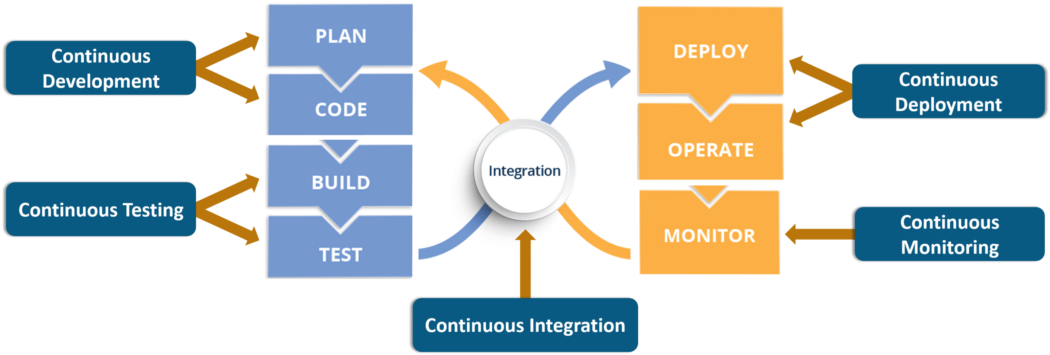 Continuous
Development
PLAN
CODE
Continuous Testing
BUILD
TEST
Integration
Continuous Integration
DEPLOY
OPERATE
MONITOR
Continuous
Deployment
Continuous
Monitoring